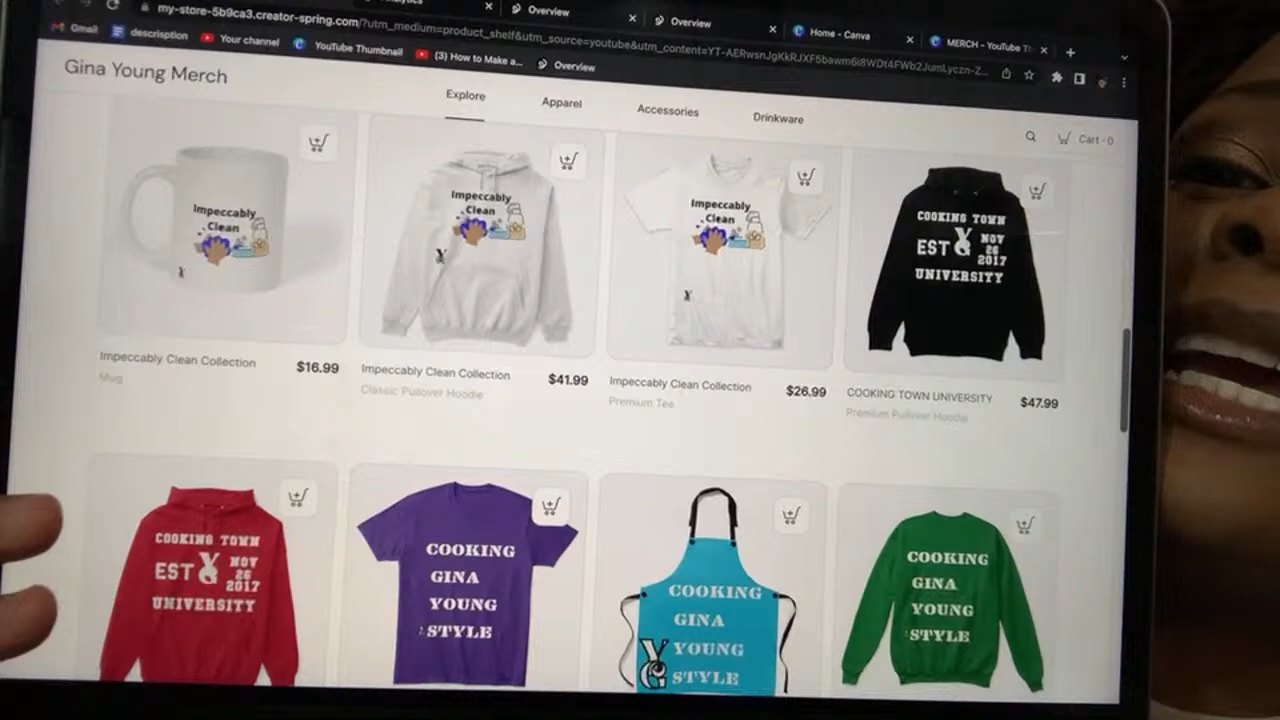 Overview
Overview
Home - Canva
MERCH - YouTube T
my-store-5b9ca3.creator-spring.com/?utm_medium=product_shelf&utm_source=youtube&utm_content=YT-
Gmail
descrisption
Your channel
YouTube Thumbnail
(3) How to Make a...
Overview
Gina Young Merch
Explore
Apparel
Accessories
Drinkware
Cart · 0
Impeccably
Clean
Impeccably
Clean
Impeccably
Clean
COOKING TOWN
EST
NOV
26
2017
UNIVERSITY
Impeccably Clean Collection
$16.99
Mug
Impeccably Clean Collection
$41.99
Classic Pullover Hoodie
Impeccably Clean Collection
$26.99
Premium Tee
COOKING TOWN UNIVERSITY
$47.99
Premium Pullover Hoodie
COOKING TOWN
EST
NOV
26
2017
UNIVERSITY
COOKING
GINA
YOUNG
STYLE
COOKING
GINA
YOUNG
STYLE
COOKING
GINA
YOUNG
STYLE